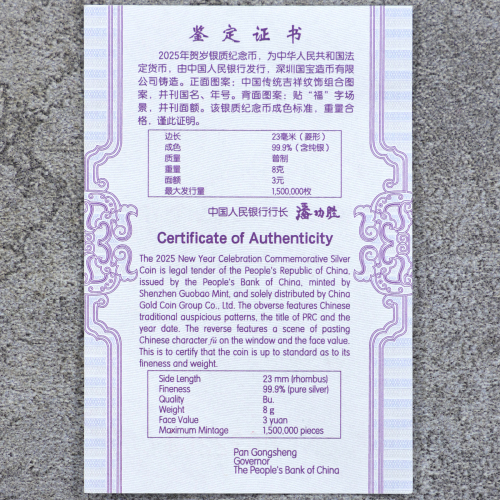 鉴定证书
2025年贺岁银质纪念币，为中华人民共和国法
定货币，由中国人民银行发行，深圳国宝造币有限
公司铸造。正面图案：中国传统吉祥纹饰组合图
案，并刊国名、年号。背面图案：贴“福”字场
景，并刊面额。该银质纪念币成色标准，重量合
格，谨此证明。
边长 23毫米（菱形）
成色 99.9%（含纯银）
质量 普制
重量 8克
面额 3元
最大发行量 1,500,000枚
中国人民银行行长 潘功胜
Certificate of Authenticity
The 2025 New Year Celebration Commemorative Silver
Coin is legal tender of the People's Republic of China,
issued by the People's Bank of China, minted by
Shenzhen Guobao Mint, and solely distributed by China
Gold Coin Group Co., Ltd. The obverse features Chinese
traditional auspicious patterns, the title of PRC and the
year date. The reverse features a scene of pasting
Chinese character fú on the window and the face value.
This is to certify that the coin is up to standard as to its
fineness and weight.
Side Length 23 mm (rhombus)
Fineness 99.9% (pure silver)
Quality Bu.
Weight 8 g
Face Value 3 yuan
Maximum Mintage 1,500,000 pieces
Pan Gongsheng
Governor
The People's Bank of China